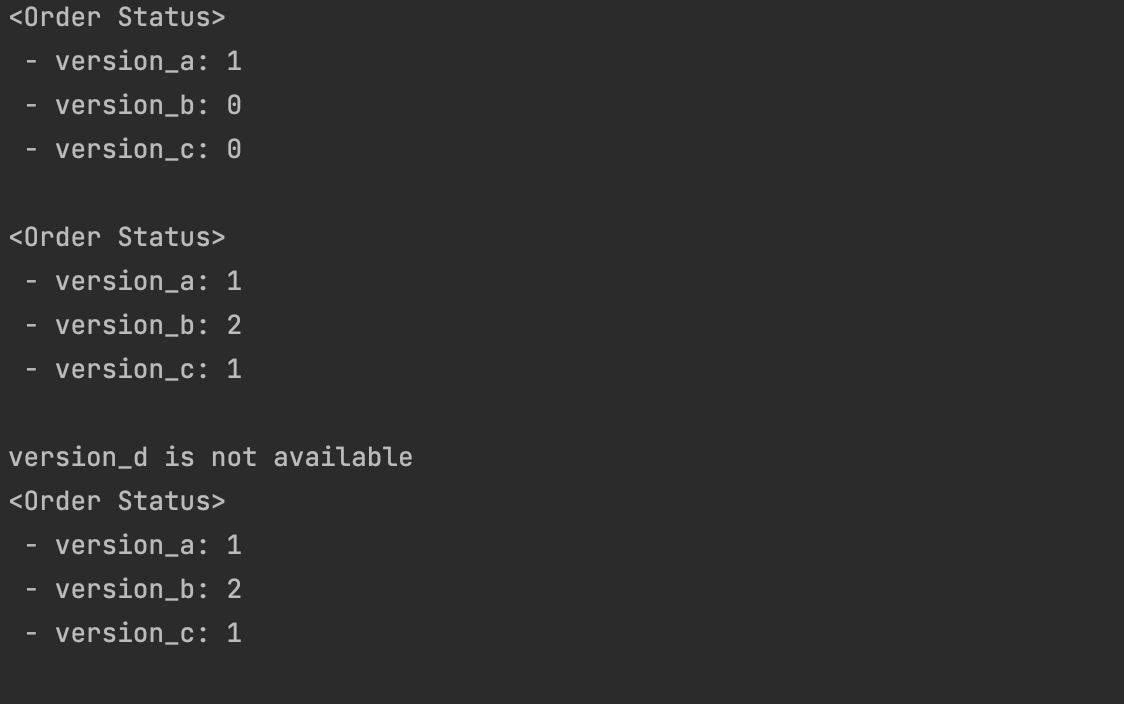 <Order Status>
 - version_a: 1
 - version_b: 0
 - version_c: 0

<Order Status>
 - version_a: 1
 - version_b: 2
 - version_c: 1

version_d is not available
<Order Status>
 - version_a: 1
 - version_b: 2
 - version_c: 1